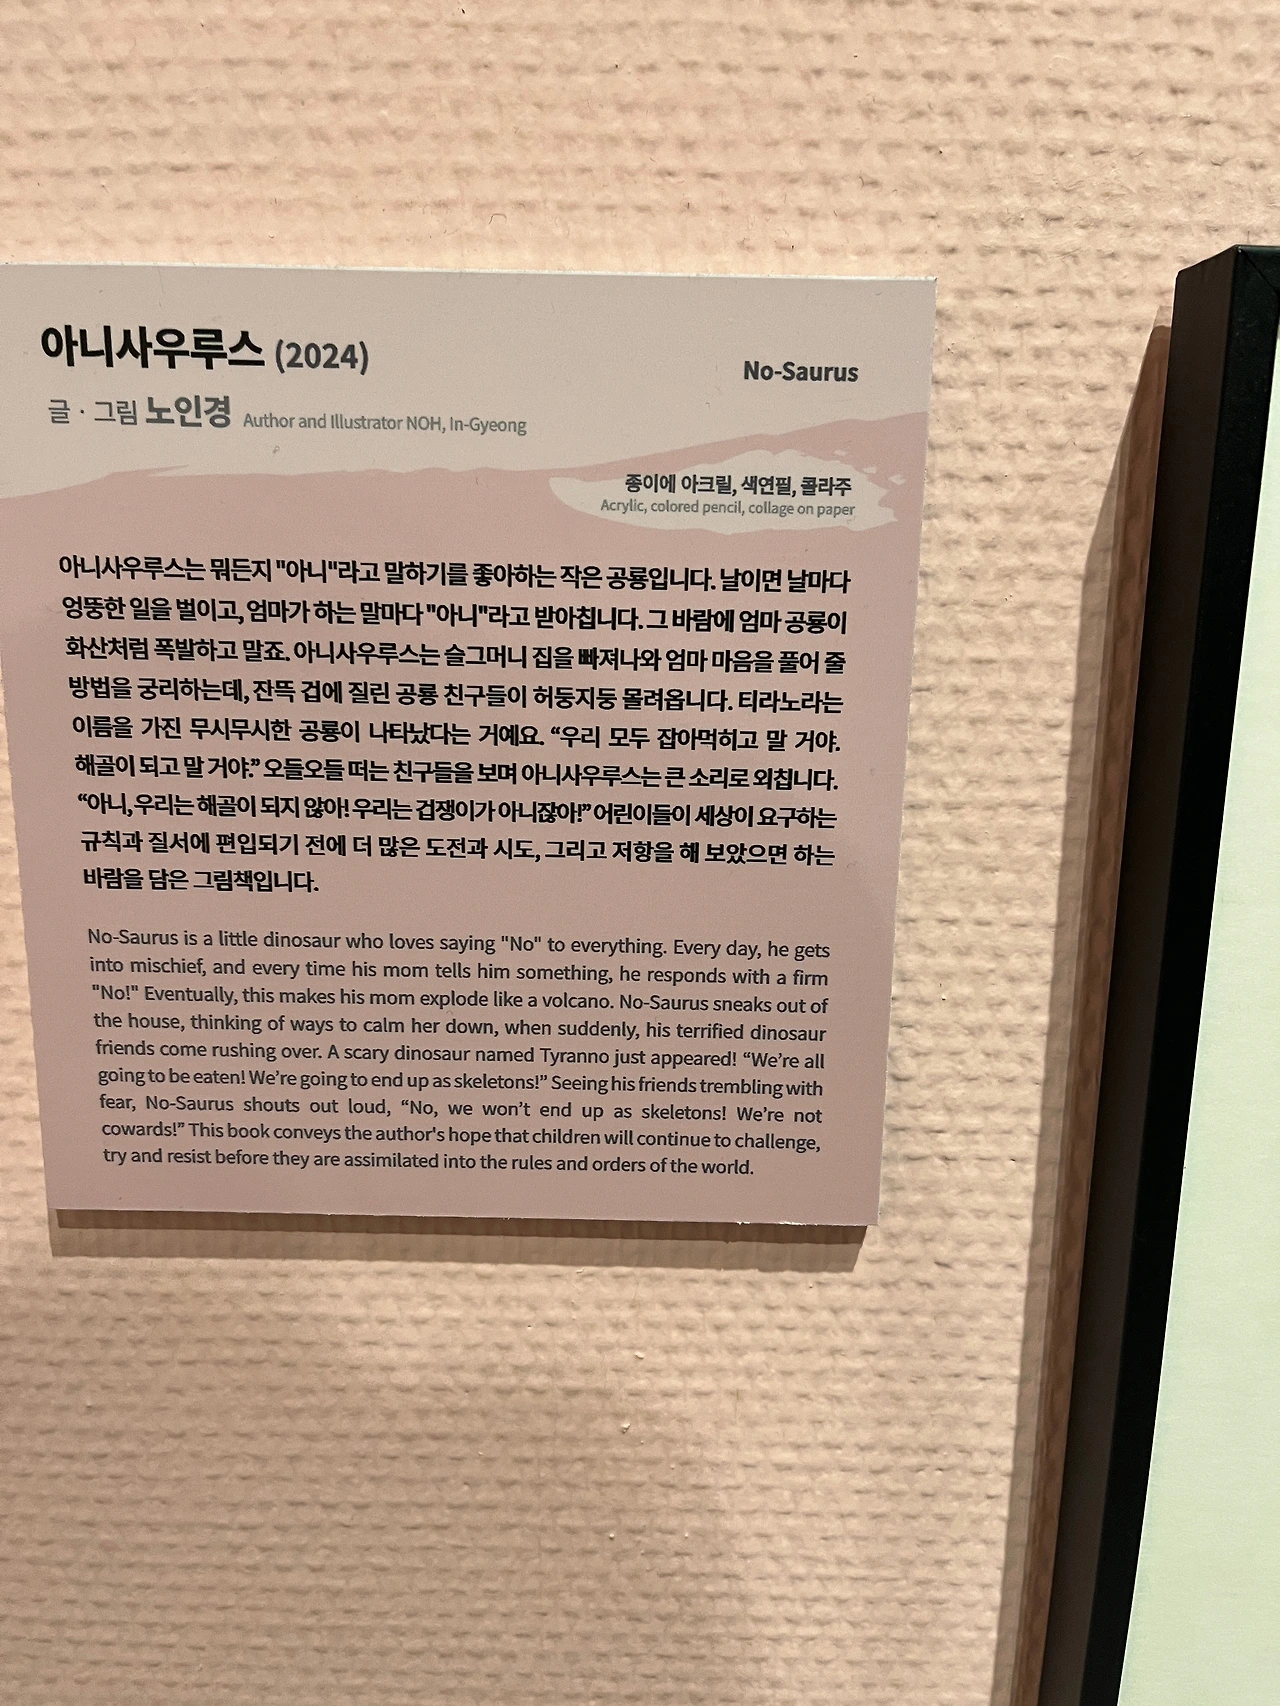 아니사우루스 (2024)
No-Saurus
글 · 그림 노인경 Author and Illustrator NOH, In-Gyeong
종이에 아크릴, 색연필, 콜라주
Acrylic, colored pencil, collage on paper
아니사우루스는 뭐든지 "아니"라고 말하기를 좋아하는 작은 공룡입니다. 날이면 날마다
엉뚱한 일을 벌이고, 엄마가 하는 말마다 "아니"라고 받아칩니다. 그 바람에 엄마 공룡이
화산처럼 폭발하고 말죠. 아니사우루스는 슬그머니 집을 빠져나와 엄마 마음을 풀어 줄
방법을 궁리하는데, 잔뜩 겁에 질린 공룡 친구들이 허둥지둥 몰려옵니다. 티라노라는
이름을 가진 무시무시한 공룡이 나타났다는 거예요. “우리 모두 잡아먹히고 말 거야.
해골이 되고 말 거야.” 오들오들 떠는 친구들을 보며 아니사우루스는 큰 소리로 외칩니다.
“아니, 우리는 해골이 되지 않아! 우리는 겁쟁이가 아니잖아!” 어린이들이 세상이 요구하는
규칙과 질서에 편입되기 전에 더 많은 도전과 시도, 그리고 저항을 해 보았으면 하는
바람을 담은 그림책입니다.
No-Saurus is a little dinosaur who loves saying "No" to everything. Every day, he gets
into mischief, and every time his mom tells him something, he responds with a firm
"No!" Eventually, this makes his mom explode like a volcano. No-Saurus sneaks out of
the house, thinking of ways to calm her down, when suddenly, his terrified dinosaur
friends come rushing over. A scary dinosaur named Tyranno just appeared! “We’re all
going to be eaten! We’re going to end up as skeletons!” Seeing his friends trembling with
fear, No-Saurus shouts out loud, “No, we won’t end up as skeletons! We’re not
cowards!” This book conveys the author's hope that children will continue to challenge,
try and resist before they are assimilated into the rules and orders of the world.